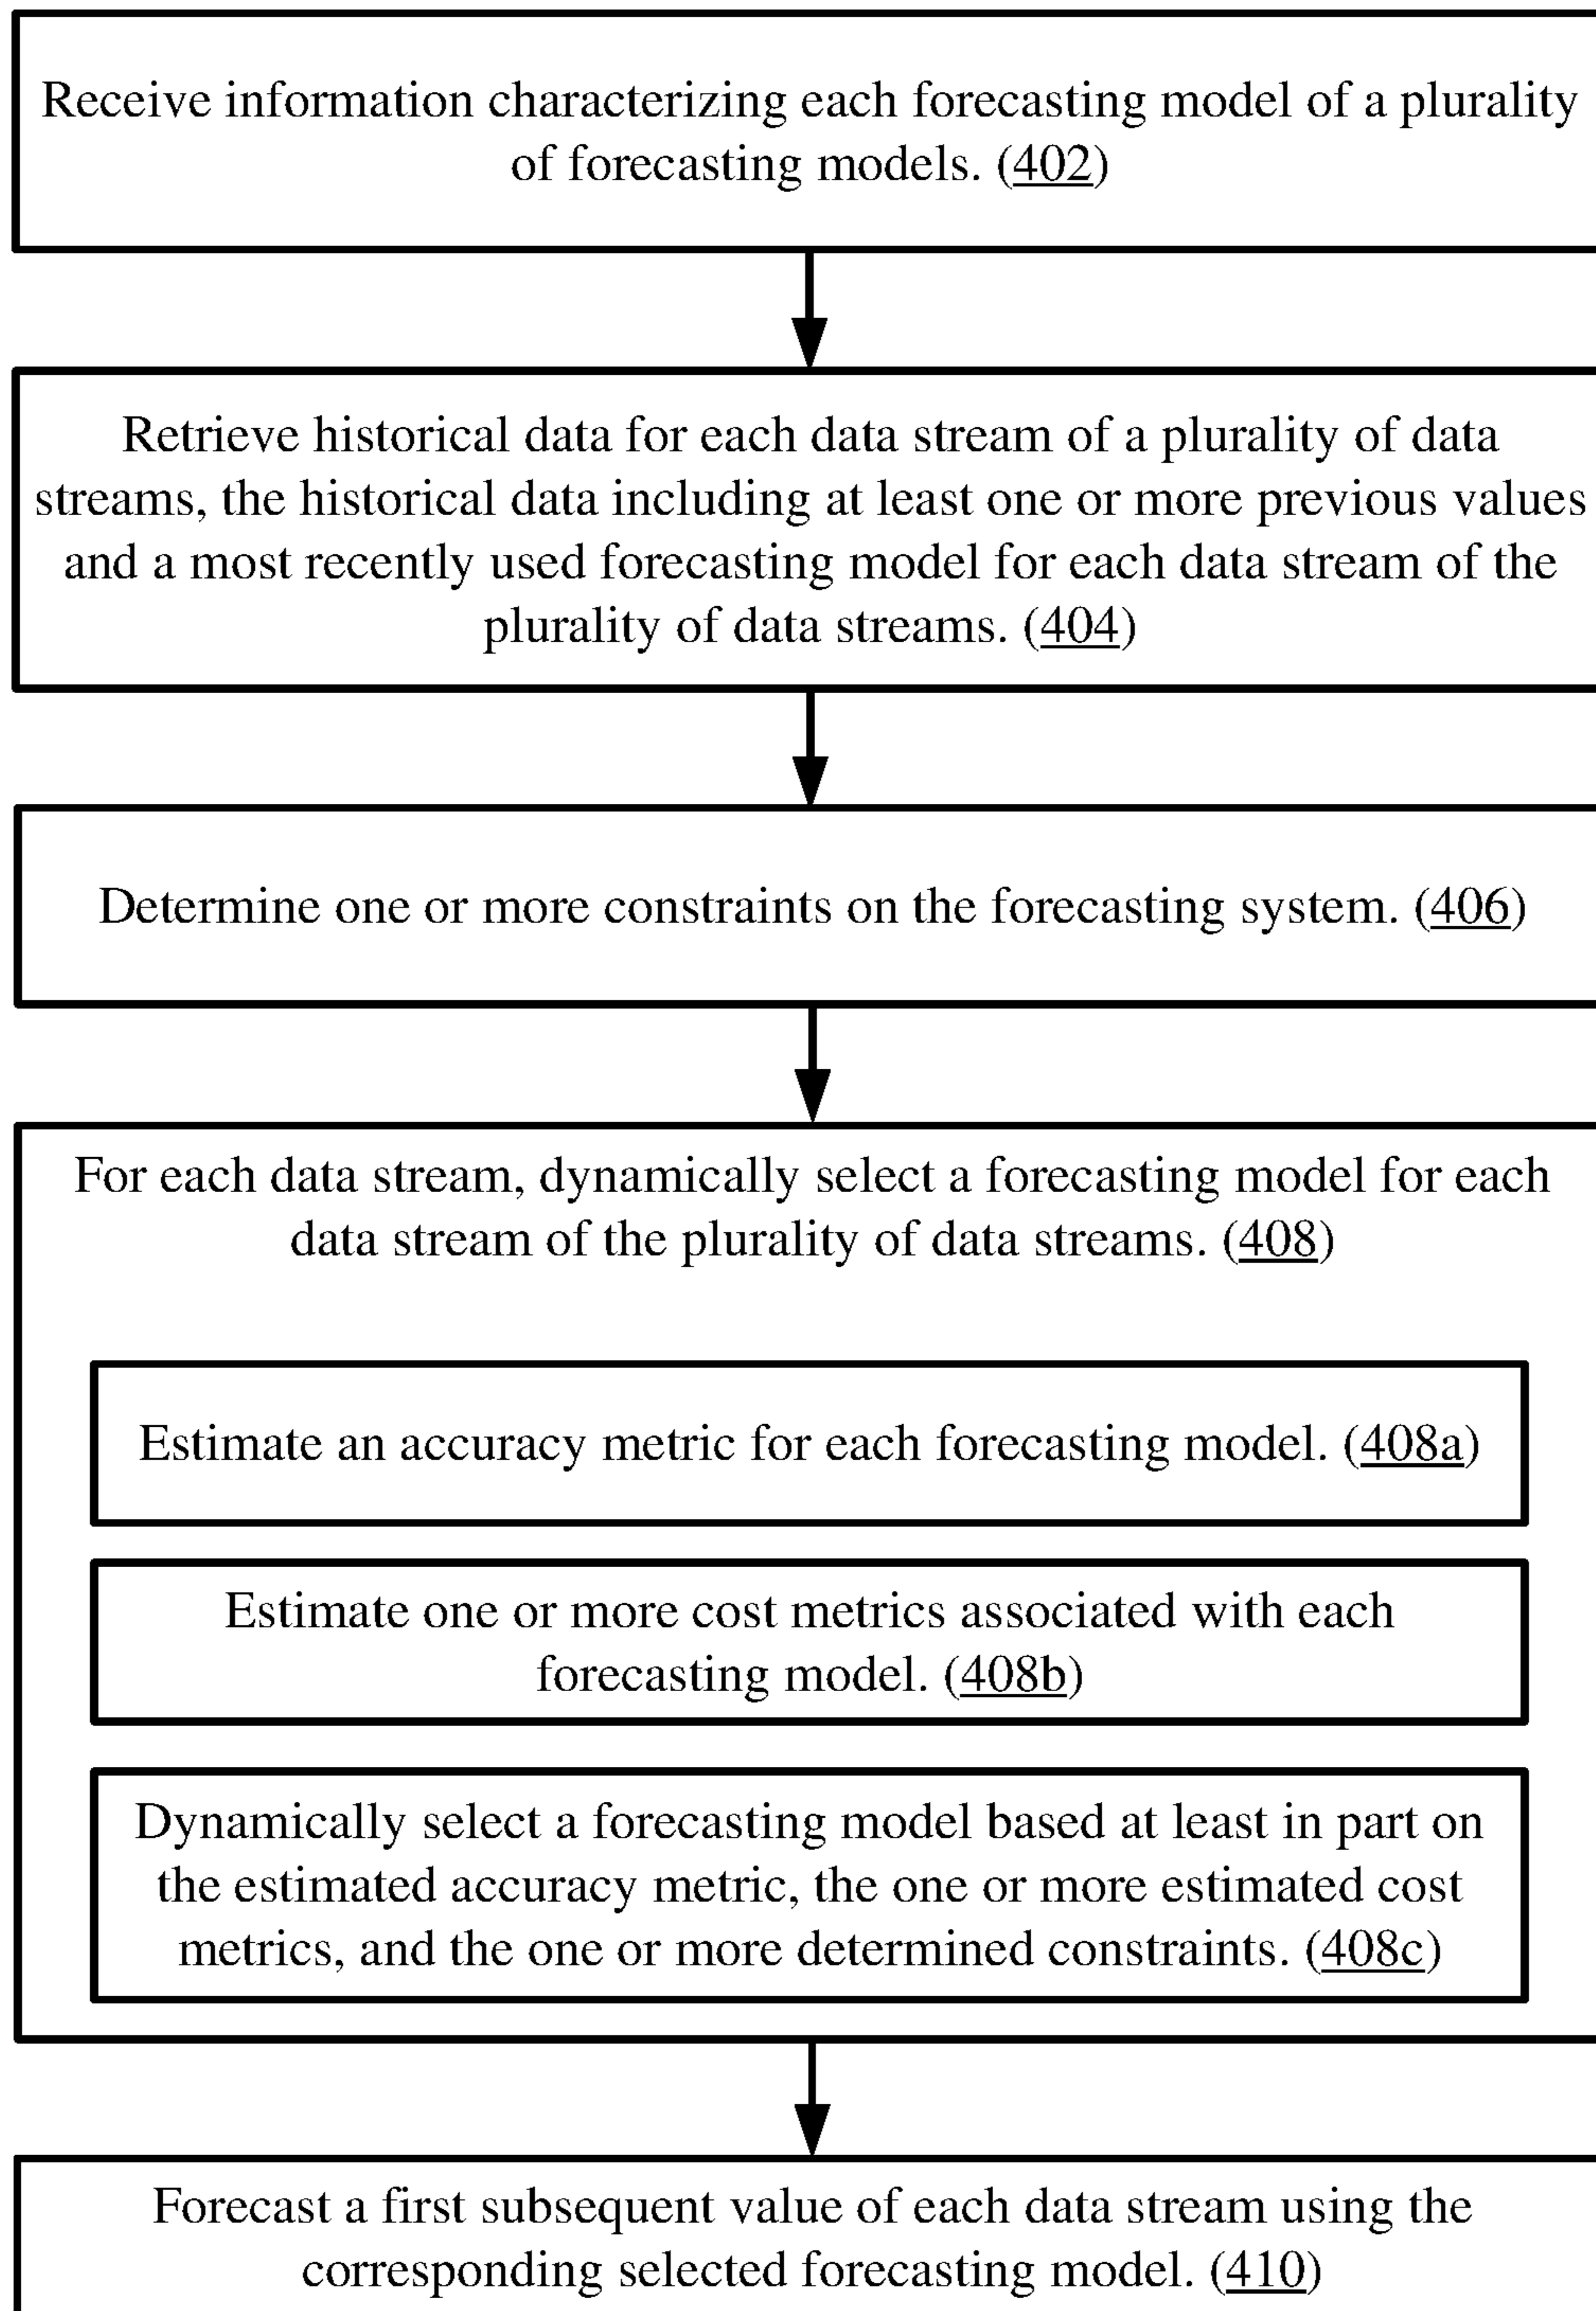 Receive information characterizing each forecasting model of a plurality
of forecasting models. (402)
Retrieve historical data for each data stream of a plurality of data
streams, the historical data including at least one or more previous values
and a most recently used forecasting model for each data stream of the
plurality of data streams. (404)
Determine one or more constraints on the forecasting system. (406)
For each data stream, dynamically select a forecasting model for each
data stream of the plurality of data streams. (408)
Estimate an accuracy metric for each forecasting model. (408a)
Estimate one or more cost metrics associated with each
forecasting model. (408b)
Dynamically select a forecasting model based at least in part on
the estimated accuracy metric, the one or more estimated cost
metrics, and the one or more determined constraints. (408c)
Forecast a first subsequent value of each data stream using the
corresponding selected forecasting model. (410)